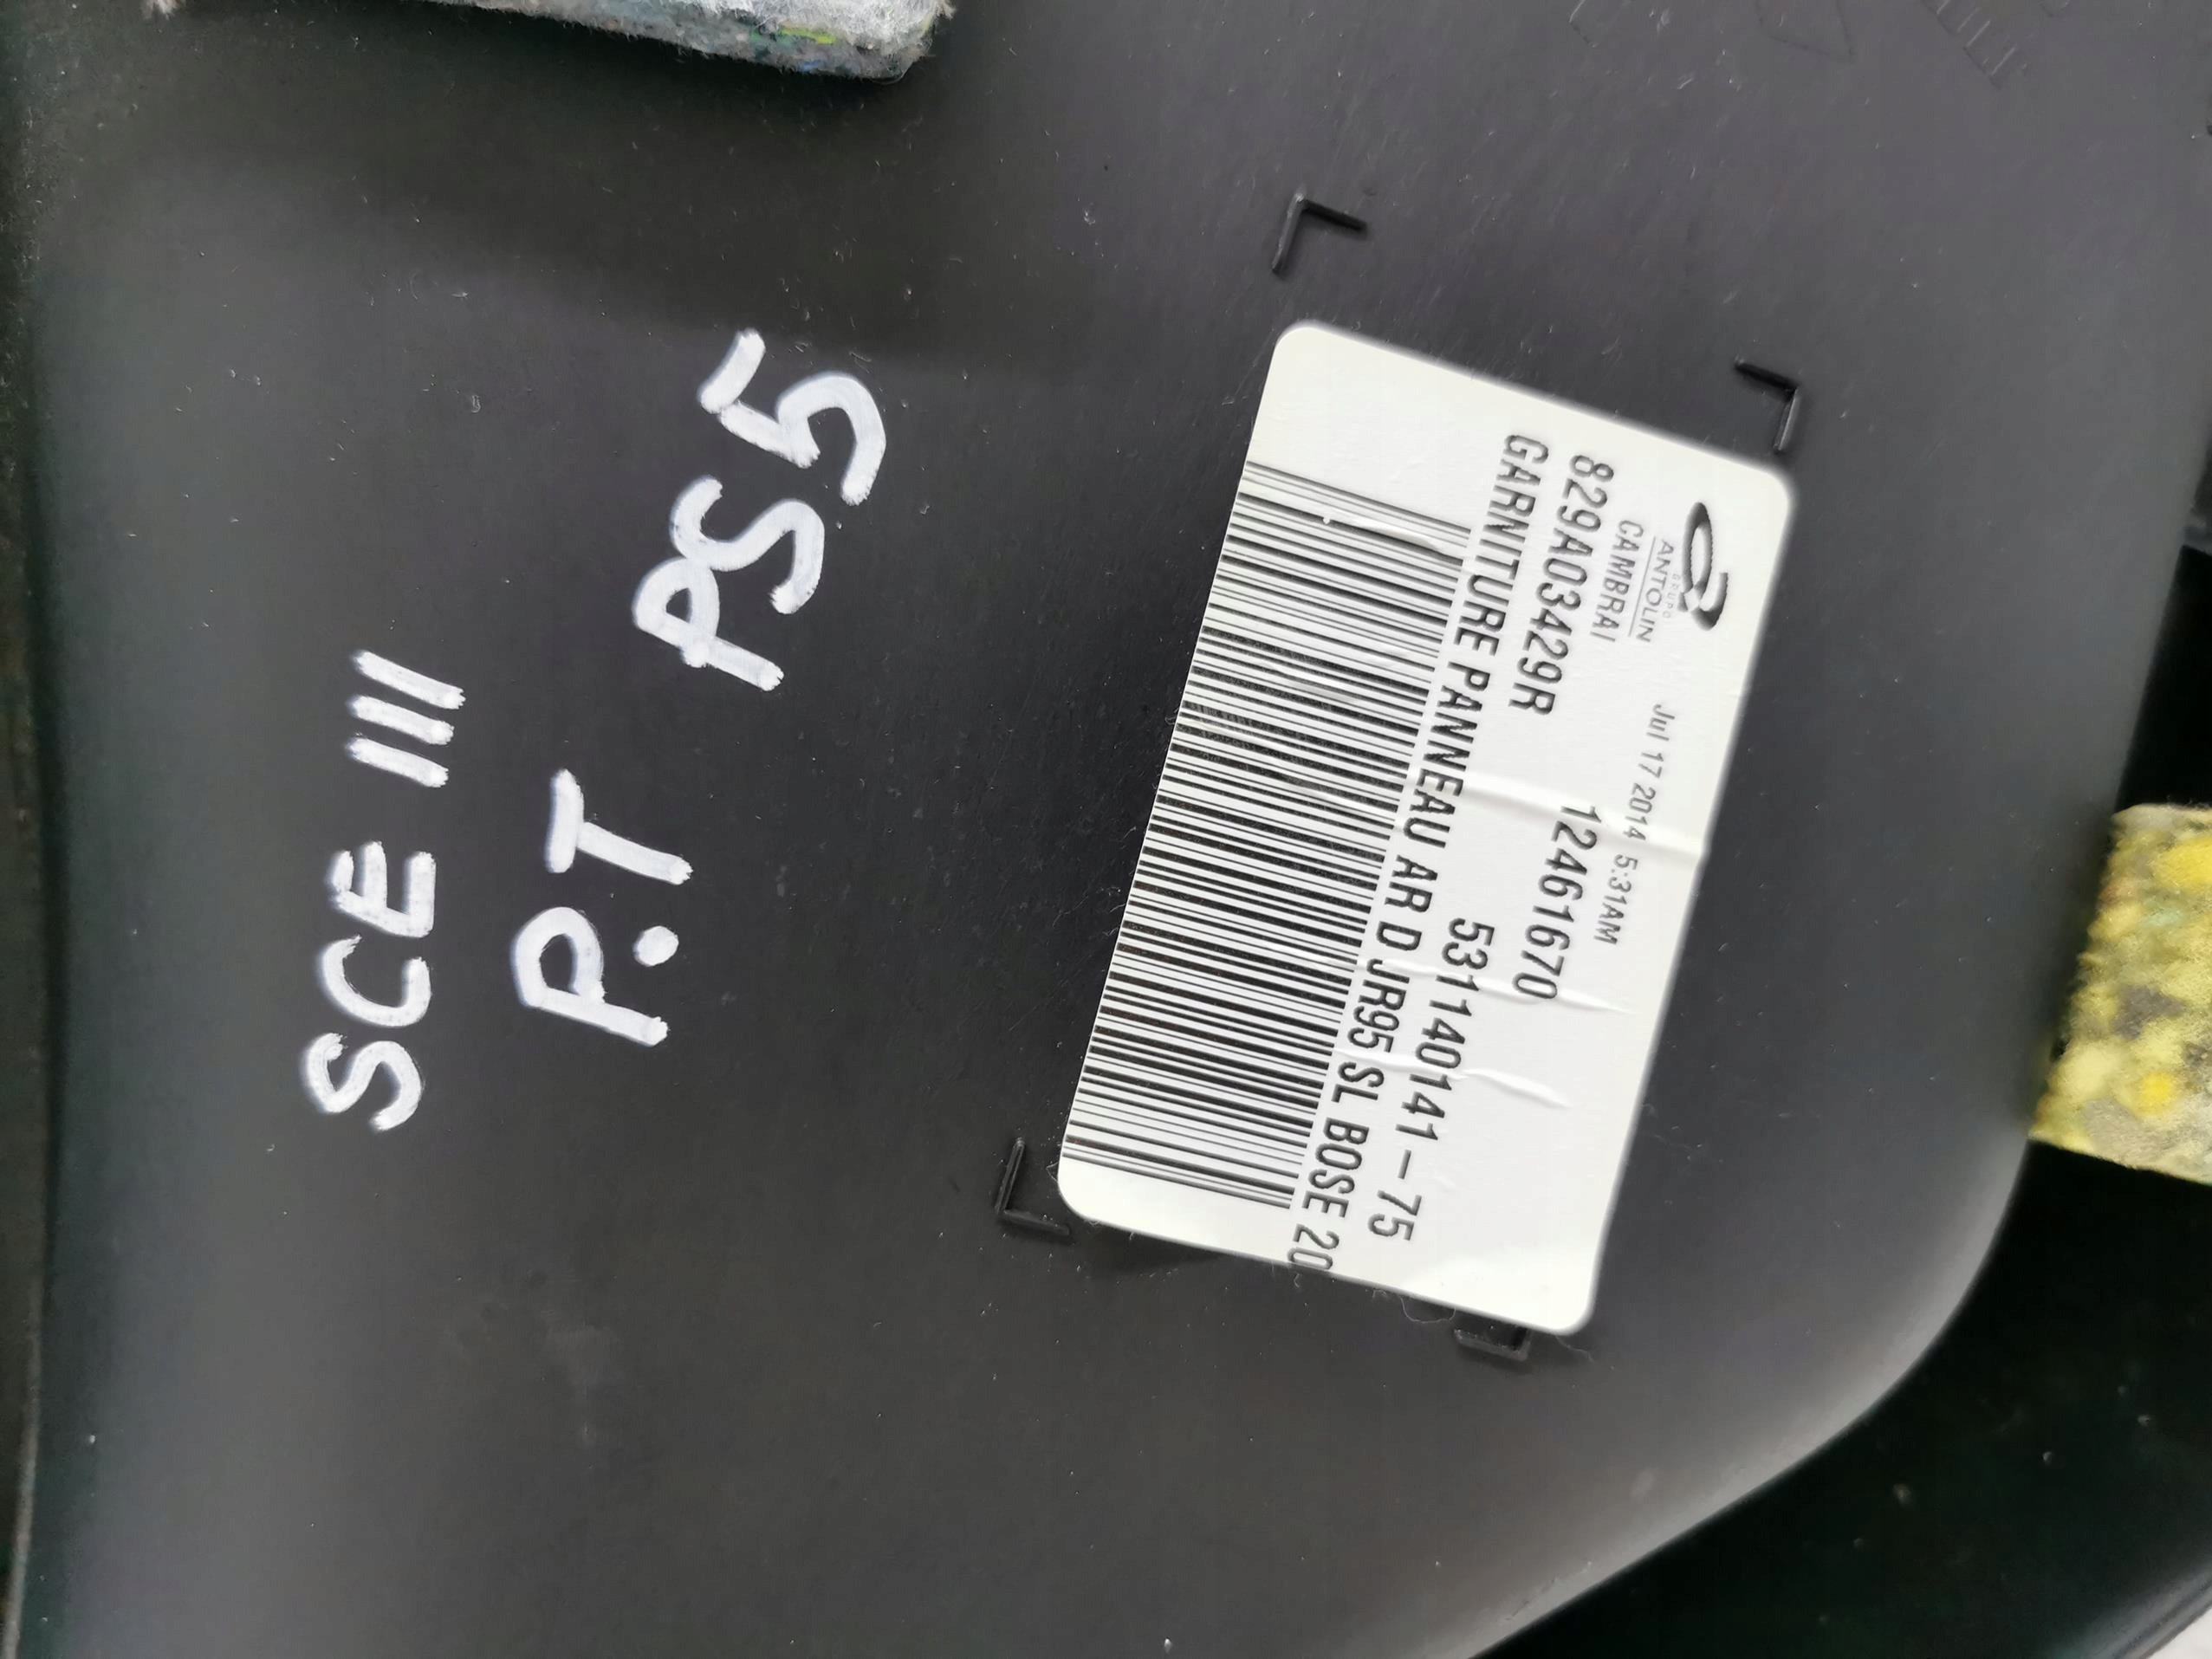 SCE III
P.T PS5
GRUPO
ANTOLIN
CAMBRAI
Jul 17 2014 5:31AM
829A03429R 12461670
531140141 - 75
GARNITURE PANNEAU AR D JR95 SL BOSE 20